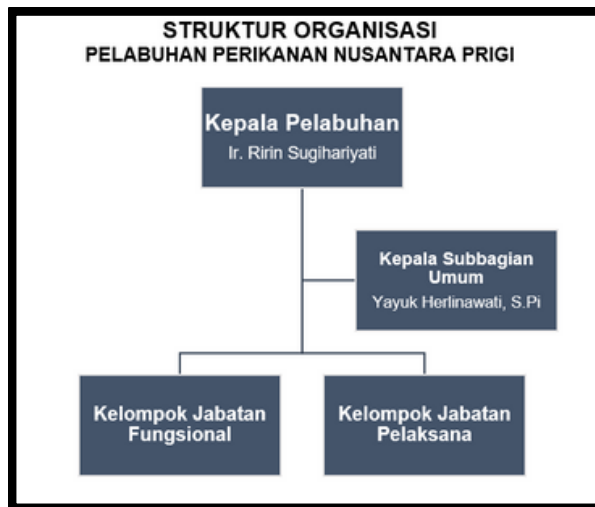 STRUKTUR ORGANISASI
PELABUHAN PERIKANAN NUSANTARA PRIGI
Kepala Pelabuhan
Ir. Ririn Sugihariyati
Kepala Subbagian
Umum
Yayuk Herlinawati, S.Pi
Kelompok Jabatan
Fungsional
Kelompok Jabatan
Pelaksana